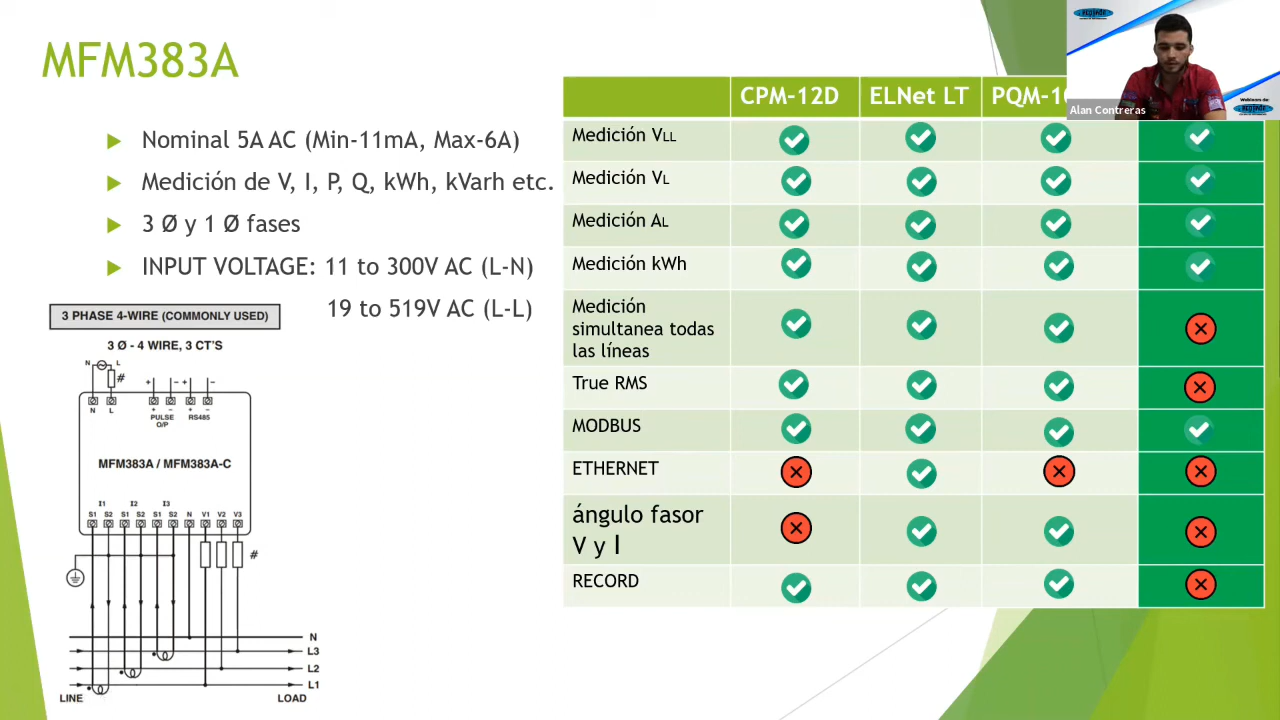 MFM383A
Nominal 5A AC (Min-11mA, Max-6A)
Medición de V, I, P, Q, kWh, kVarh etc.
3 Ø y 1 Ø fases
INPUT VOLTAGE: 11 to 300V AC (L-N)
19 to 519V AC (L-L)
3 PHASE 4-WIRE (COMMONLY USED)
3 Ø - 4 WIRE, 3 CT'S
N L
#
+ − + −
N L + − + −
PULSE O/P RS485
MFM383A / MFM383A-C
I1 I2 I3
S1 S2 S1 S2 S1 S2 N V1 V2 V3
#
N
L3
L2
L1
LINE LOAD
CPM-12D ELNet LT
Medición VLL
Medición VL
Medición AL
Medición kWh
Medición
simultanea todas
las líneas
True RMS
MODBUS
ETHERNET
ángulo fasor
V y I
RECORD
Alan Contreras